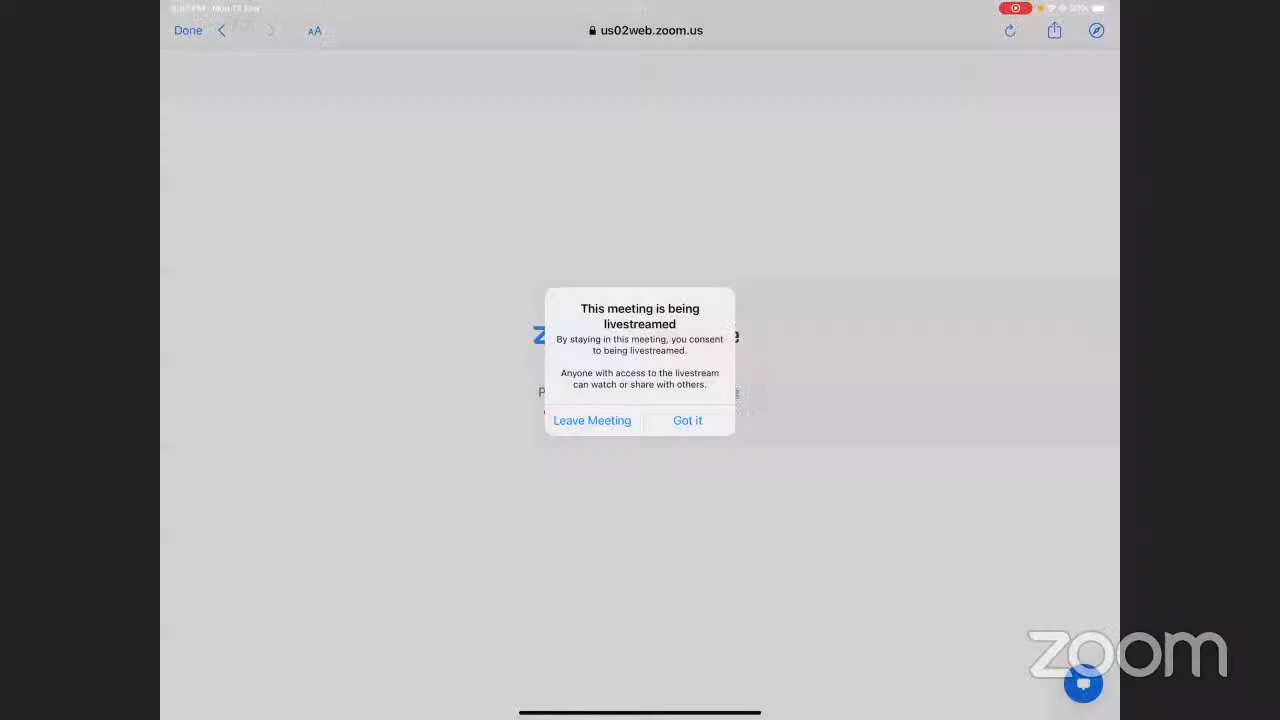 Done
AA
us02web.zoom.us
This meeting is being
livestreamed
By staying in this meeting, you consent
to being livestreamed.
Anyone with access to the livestream
can watch or share with others.
Leave Meeting
Got it
zoom